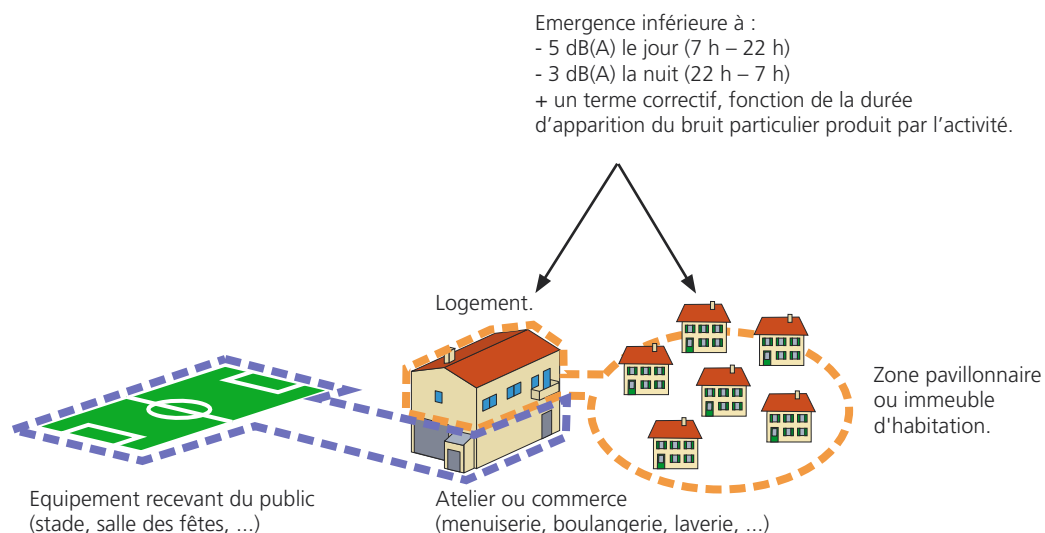 Emergence inférieure à :
- 5 dB(A) le jour (7 h – 22 h)
- 3 dB(A) la nuit (22 h – 7 h)
+ un terme correctif, fonction de la durée
d’apparition du bruit particulier produit par l’activité.
Logement.
Zone pavillonnaire
ou immeuble
d'habitation.
Equipement recevant du public
(stade, salle des fêtes, ...)
Atelier ou commerce
(menuiserie, boulangerie, laverie, ...)